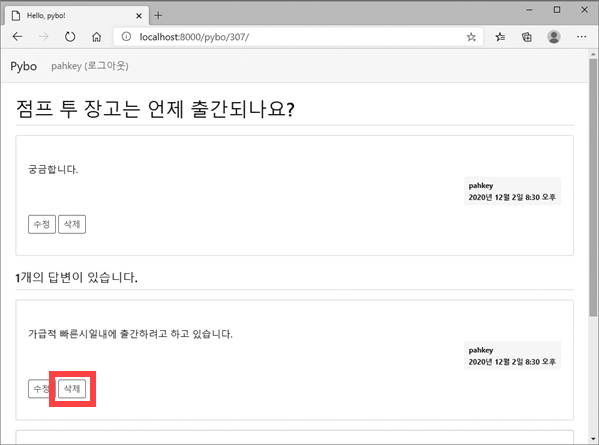 Hello, pybo!
localhost:8000/pybo/307/
Pybo pahkey (로그아웃)
점프 투 장고는 언제 출간되나요?
궁금합니다.
pahkey
2020년 12월 2일 8:30 오후
수정 삭제
1개의 답변이 있습니다.
가급적 빠른시일내에 출간하려고 하고 있습니다.
pahkey
2020년 12월 2일 8:30 오후
수정 삭제